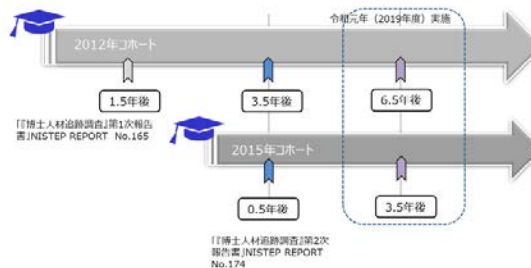 令和元年（2019年度）実施
2012年コホート
1.5年後
3.5年後
6.5年後
『「博士人材追跡調査」第1次報告
書』NISTEP REPORT No.165
2015年コホート
0.5年後
3.5年後
『「博士人材追跡調査」第2次
報告書』NISTEP REPORT
No.174